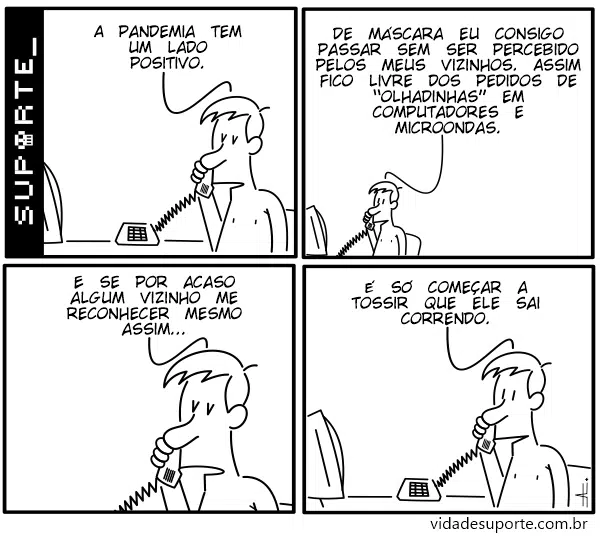 SUPORTE_
A PANDEMIA TEM
UM LADO
POSITIVO.
DE MÁSCARA EU CONSIGO
PASSAR SEM SER PERCEBIDO
PELOS MEUS VIZINHOS. ASSIM
FICO LIVRE DOS PEDIDOS DE
"OLHADINHAS" EM
COMPUTADORES E
MICROONDAS.
E SE POR ACASO
ALGUM VIZINHO ME
RECONHECER MESMO
ASSIM...
É SÓ COMEÇAR A
TOSSIR QUE ELE SAI
CORRENDO.
vidadesuporte.com.br